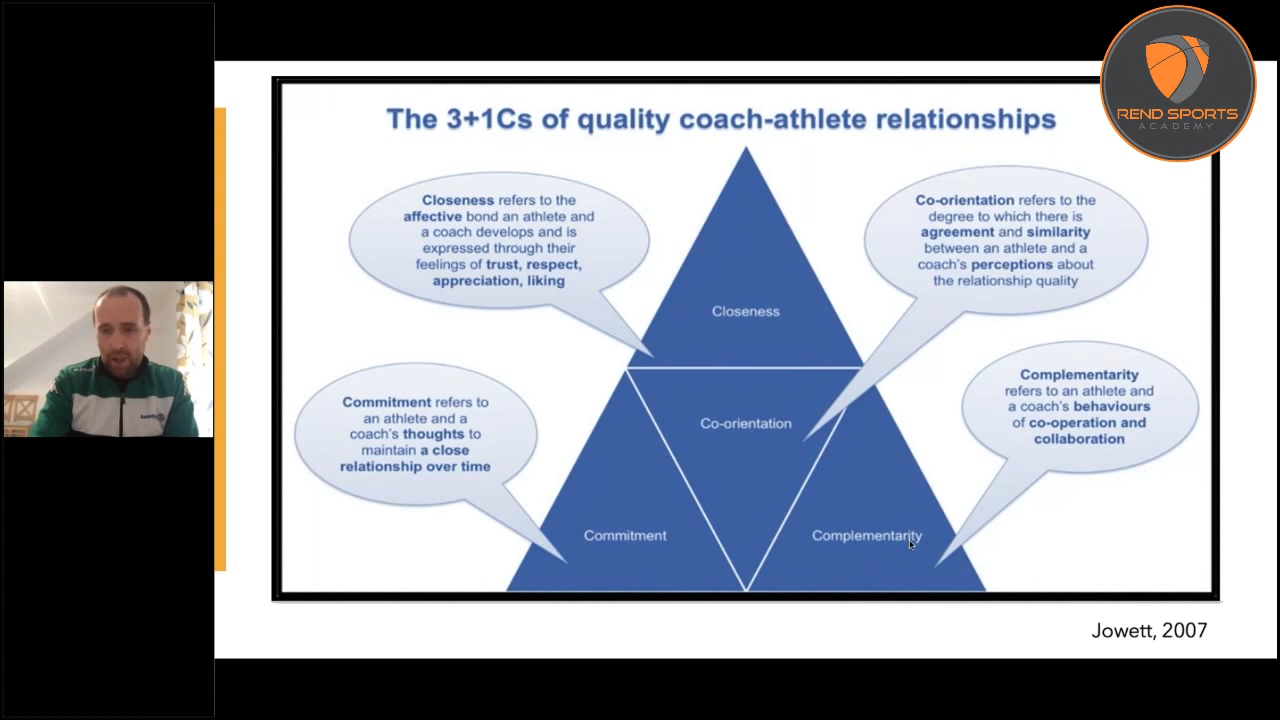 REND SPORTS
ACADEMY
The 3+1Cs of quality coach-athlete relationships
Closeness refers to the
affective bond an athlete and
a coach develops and is
expressed through their
feelings of trust, respect,
appreciation, liking
Co-orientation refers to the
degree to which there is
agreement and similarity
between an athlete and a
coach's perceptions about
the relationship quality
Closeness
Commitment refers to
an athlete and a
coach's thoughts to
maintain a close
relationship over time
Complementarity
refers to an athlete and
a coach's behaviours
of co-operation and
collaboration
Co-orientation
Commitment
Complementarity
Jowett, 2007